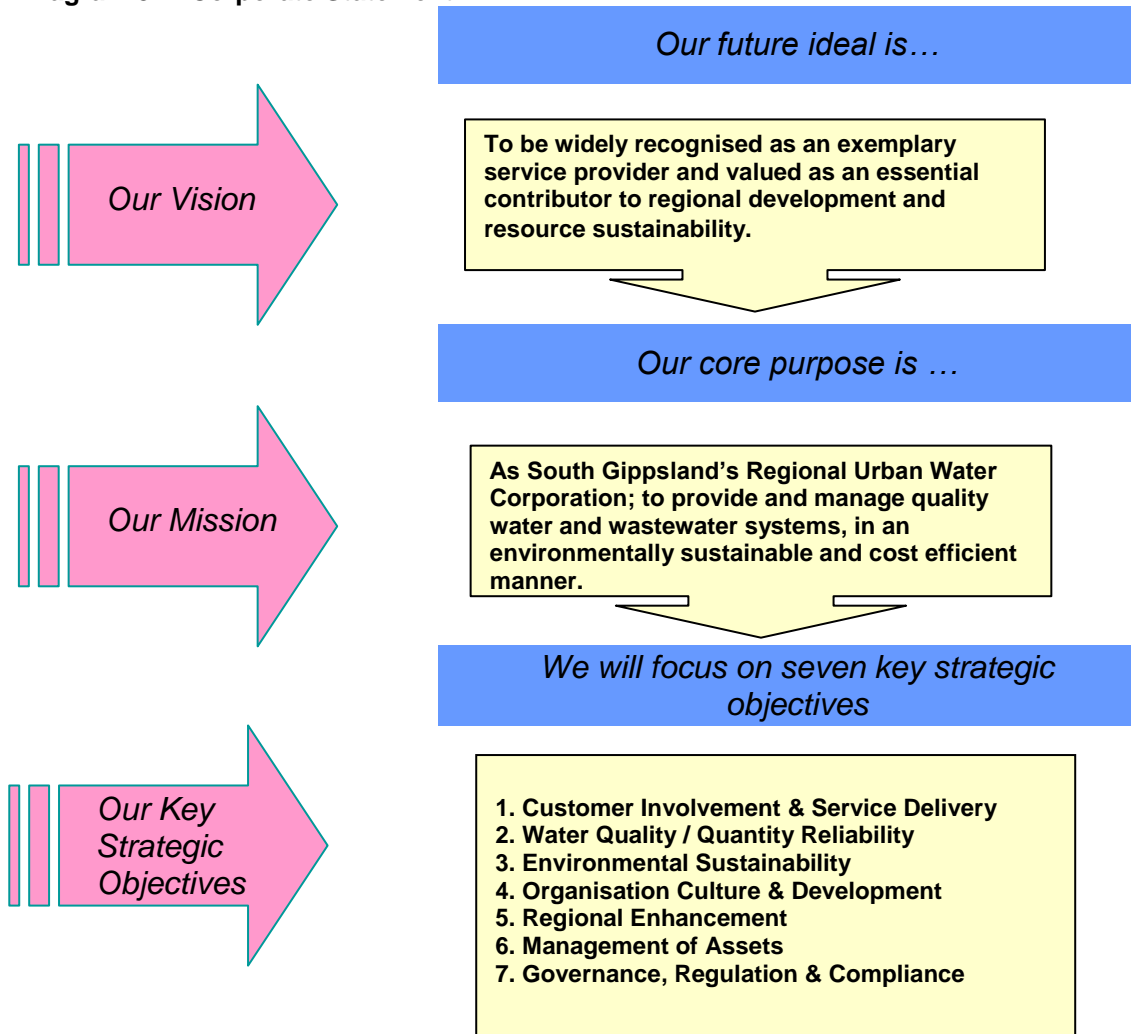 Our future ideal is…
Our Vision
To be widely recognised as an exemplary
service provider and valued as an essential
contributor to regional development and
resource sustainability.
Our core purpose is …
Our Mission
As South Gippsland's Regional Urban Water
Corporation; to provide and manage quality
water and wastewater systems, in an
environmentally sustainable and cost efficient
manner.
We will focus on seven key strategic
objectives
Our Key
Strategic
Objectives
1. Customer Involvement & Service Delivery
2. Water Quality / Quantity Reliability
3. Environmental Sustainability
4. Organisation Culture & Development
5. Regional Enhancement
6. Management of Assets
7. Governance, Regulation & Compliance